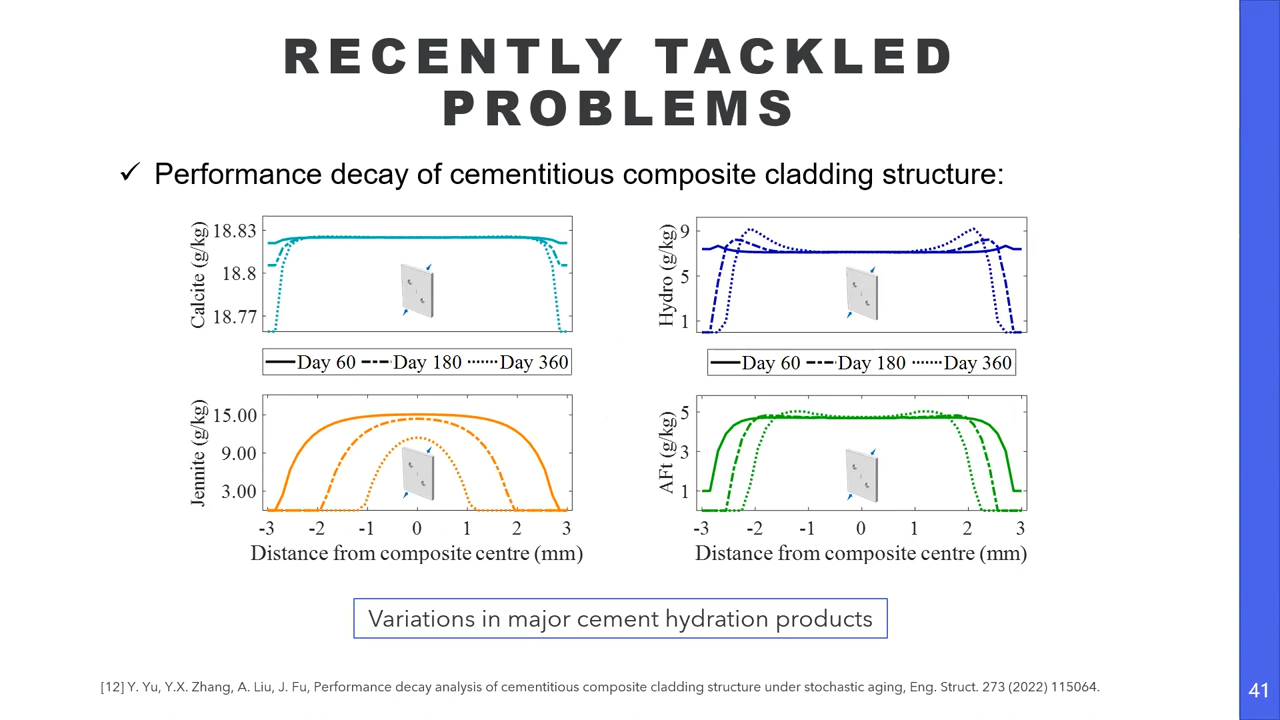 RECENTLY TACKLED
PROBLEMS
✓ Performance decay of cementitious composite cladding structure:
Calcite (g/kg)
18.83
18.8
18.77
Day 60 Day 180 Day 360
Hydro (g/kg)
9
5
1
Day 60 Day 180 Day 360
Jennite (g/kg)
15.00
9.00
3.00
-3 -2 -1 0 1 2 3
Distance from composite centre (mm)
AFt (g/kg)
5
3
1
-3 -2 -1 0 1 2 3
Distance from composite centre (mm)
Variations in major cement hydration products
[12] Y. Yu, Y.X. Zhang, A. Liu, J. Fu, Performance decay analysis of cementitious composite cladding structure under stochastic aging, Eng. Struct. 273 (2022) 115064.
41